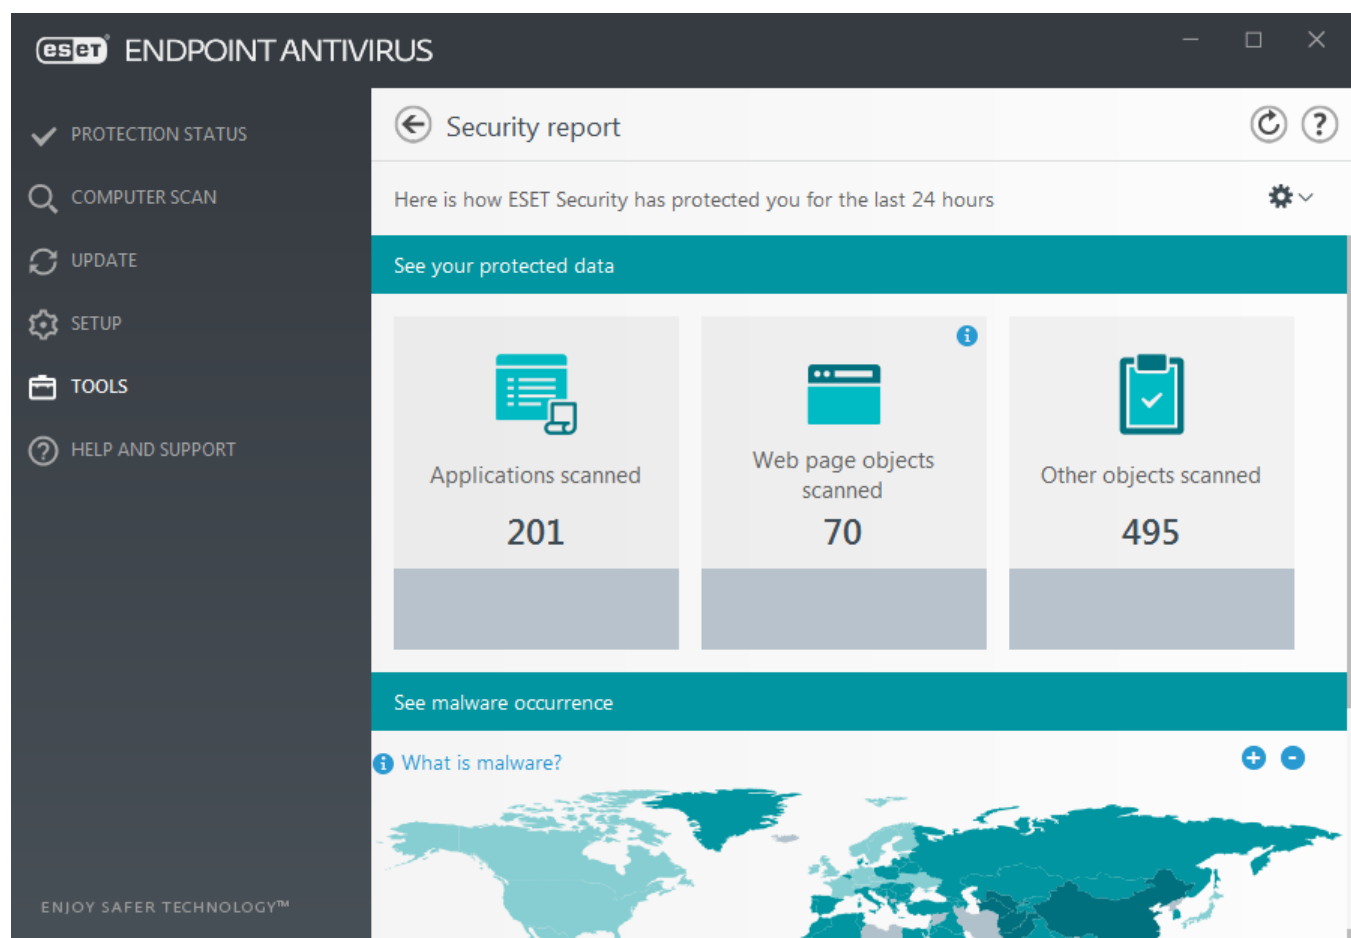 eset ENDPOINT ANTIVIRUS
PROTECTION STATUS
COMPUTER SCAN
UPDATE
SETUP
TOOLS
HELP AND SUPPORT
ENJOY SAFER TECHNOLOGY™
Security report
Here is how ESET Security has protected you for the last 24 hours
See your protected data
Applications scanned
201
Web page objects
scanned
70
Other objects scanned
495
See malware occurrence
What is malware?